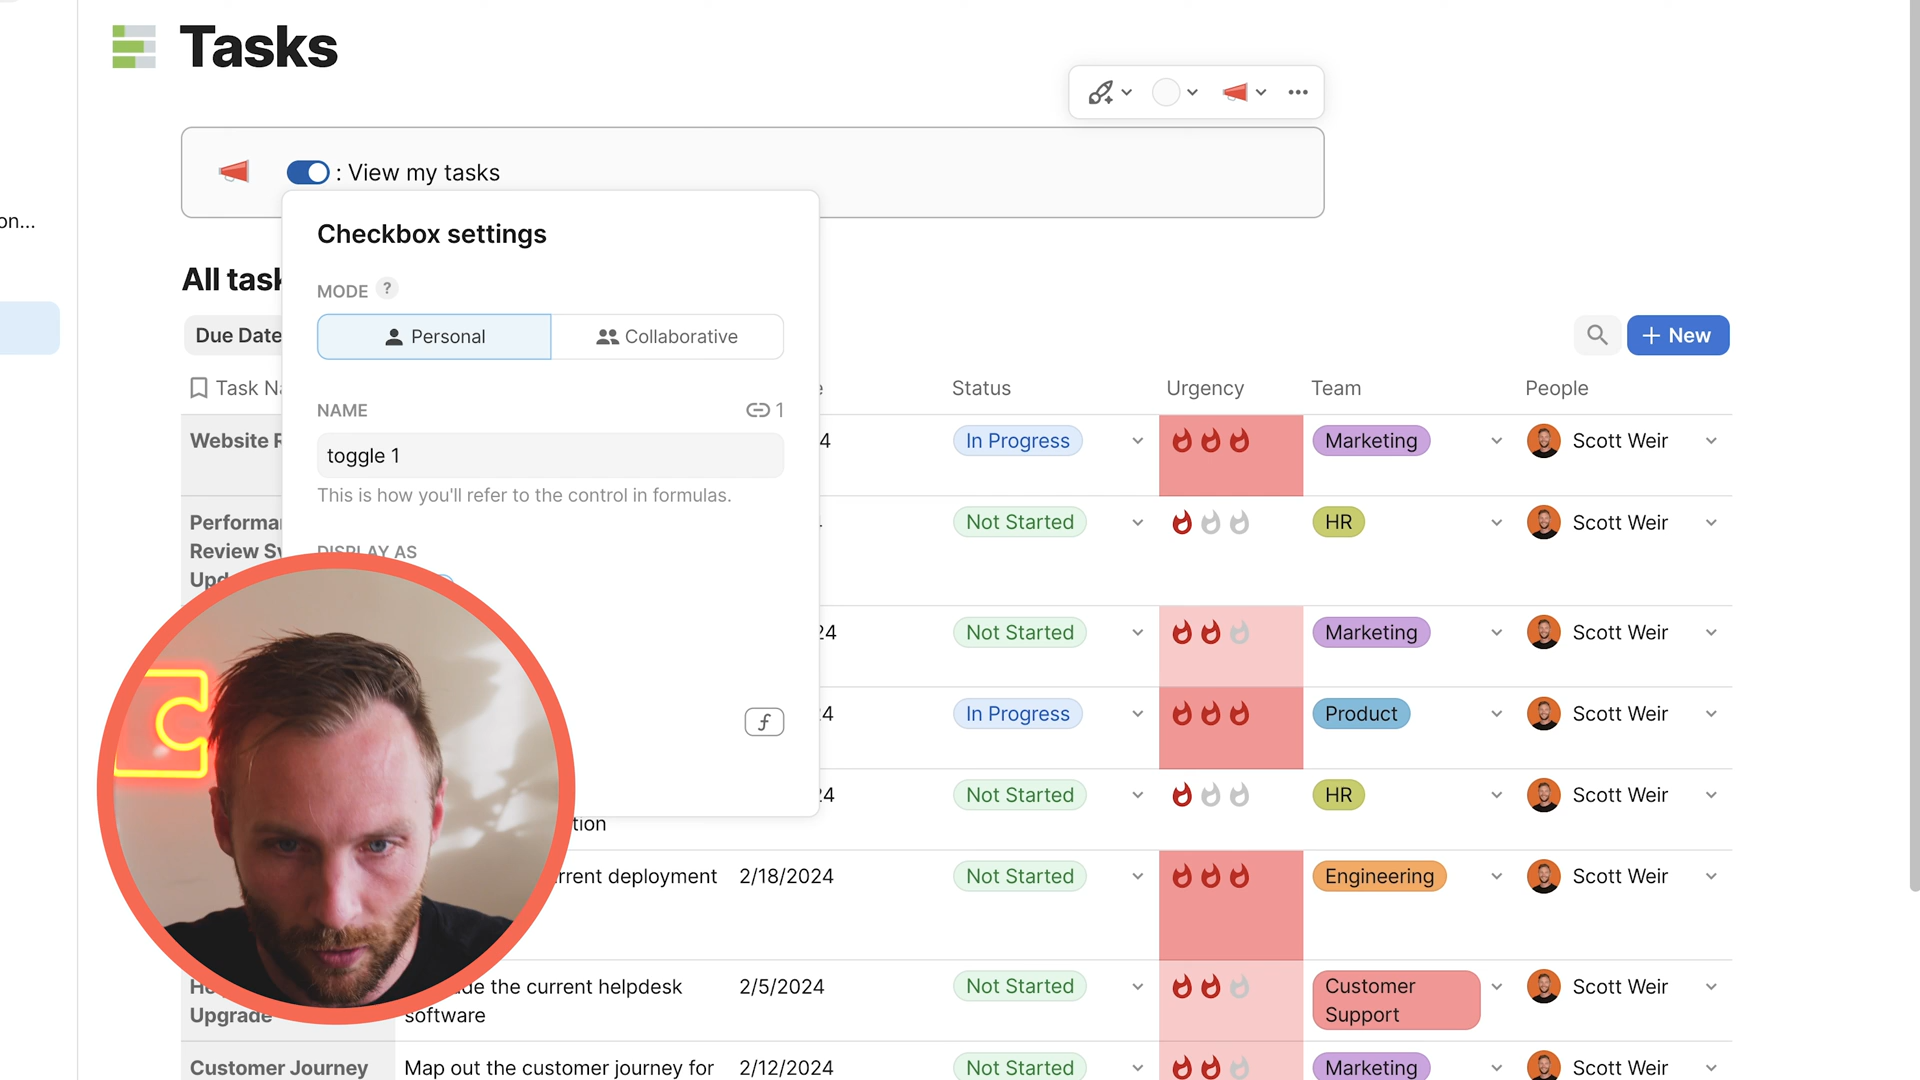 Tasks
: View my tasks
on...
Checkbox settings
MODE ?
Personal
Collaborative
NAME
1
toggle 1
This is how you'll refer to the control in formulas.
DISPLAY AS
All task
Due Date
New
Task Na
Status
Urgency
Team
People
Website R
4
In Progress
Marketing
Scott Weir
Performa
Review Sy
Upd
Not Started
HR
Scott Weir
24
Not Started
Marketing
Scott Weir
4
In Progress
Product
Scott Weir
24
Not Started
HR
Scott Weir
tion
rrent deployment
2/18/2024
Not Started
Engineering
Scott Weir
He
de the current helpdesk
2/5/2024
Not Started
Customer
Support
Scott Weir
Upgrade
software
Customer Journey
Map out the customer journey for
2/12/2024
Not Started
Marketing
Scott Weir